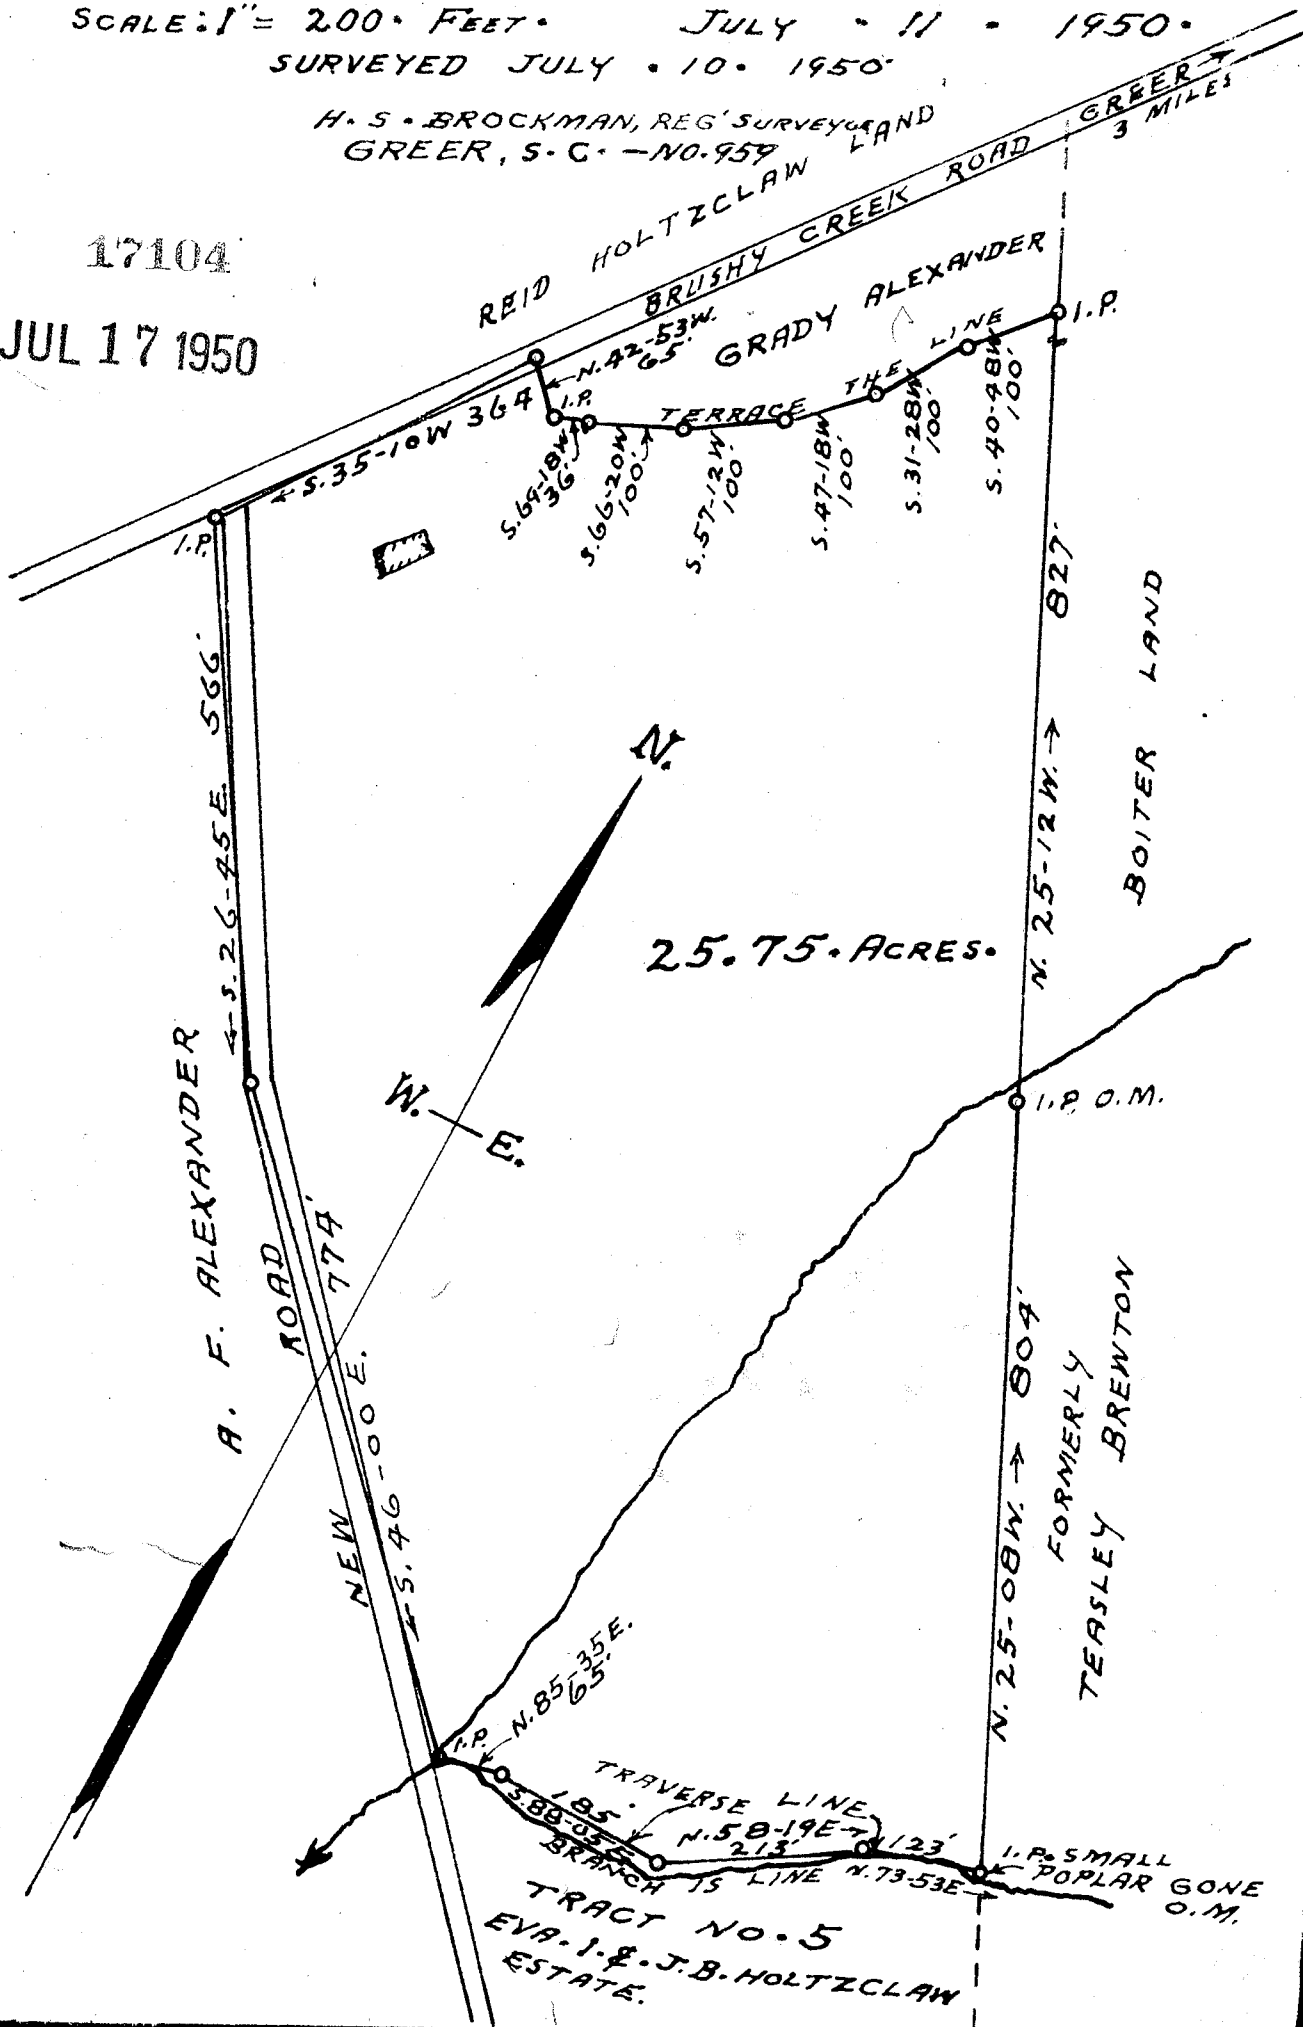 SCALE: 1" = 200. FEET. JULY . 11 - 1950.
SURVEYED JULY . 10. 1950
H. S. BROCKMAN, REG' SURVEYOR
GREER, S. C. - NO. 959
17104
JUL 17 1950
REID HOLTZCLAW LAND
BRUSHY CREEK ROAD
GREER →
3 MILES
GRADY ALEXANDER
N. 42-53W.
65'
I.P.
← S. 35-10W 364
I.P.
TERRACE THE LINE
I.P.
S. 69-18W
36'
S. 66-20W
100'
S. 57-12W
100'
S. 47-18W
100'
S. 31-28W
100'
S. 40-48W
100'
← S. 26-45E. 566'
N. 25-12W. → 827'
BOITER LAND
N.
25.75. ACRES.
W. E.
I.P. O.M.
A. F. ALEXANDER
NEW ROAD
← S. 46-00E. 774'
N. 25-08W. → 804'
FORMERLY
TEASLEY BREWTON
I.P.
N. 85-35E.
65'
185'
S. 88-05E
TRAVERSE LINE
N. 58-19E →
213'
123'
N. 73-53E →
BRANCH IS LINE
I.P. SMALL
POPLAR GONE
O.M.
TRACT NO. 5
EVA. I. & J. B. HOLTZCLAW
ESTATE.